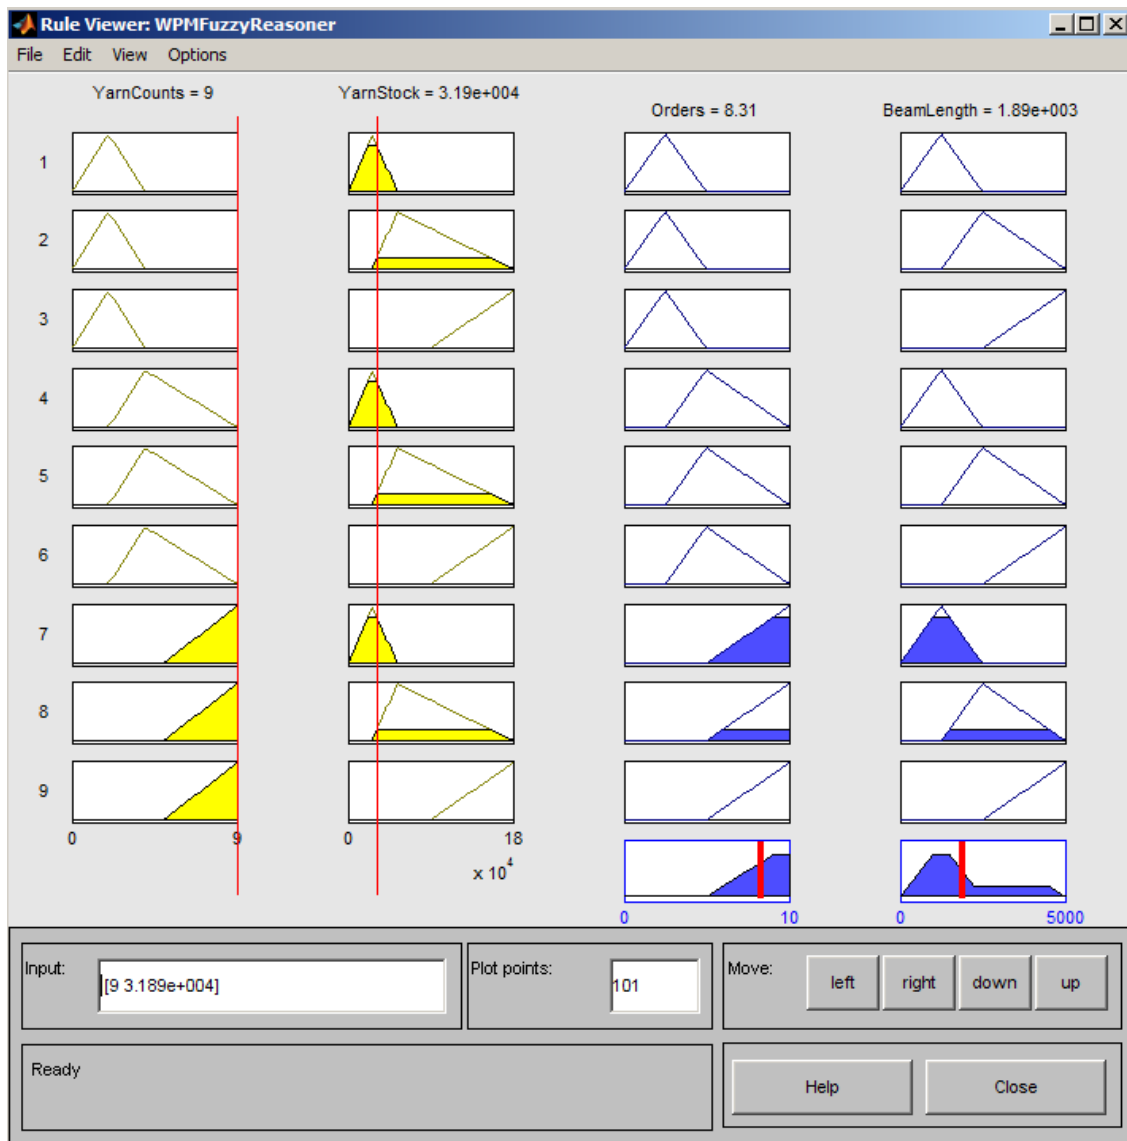 Rule Viewer: WPMFuzzyReasoner
File Edit View Options
YarnCounts = 9
YarnStock = 3.19e+004
Orders = 8.31
BeamLength = 1.89e+003
1
2
3
4
5
6
7
8
9
0 9
0 18
x 10^4
0 10
0 5000
Input:
[9 3.189e+004]
Plot points:
101
Move:
left right down up
Ready
Help Close